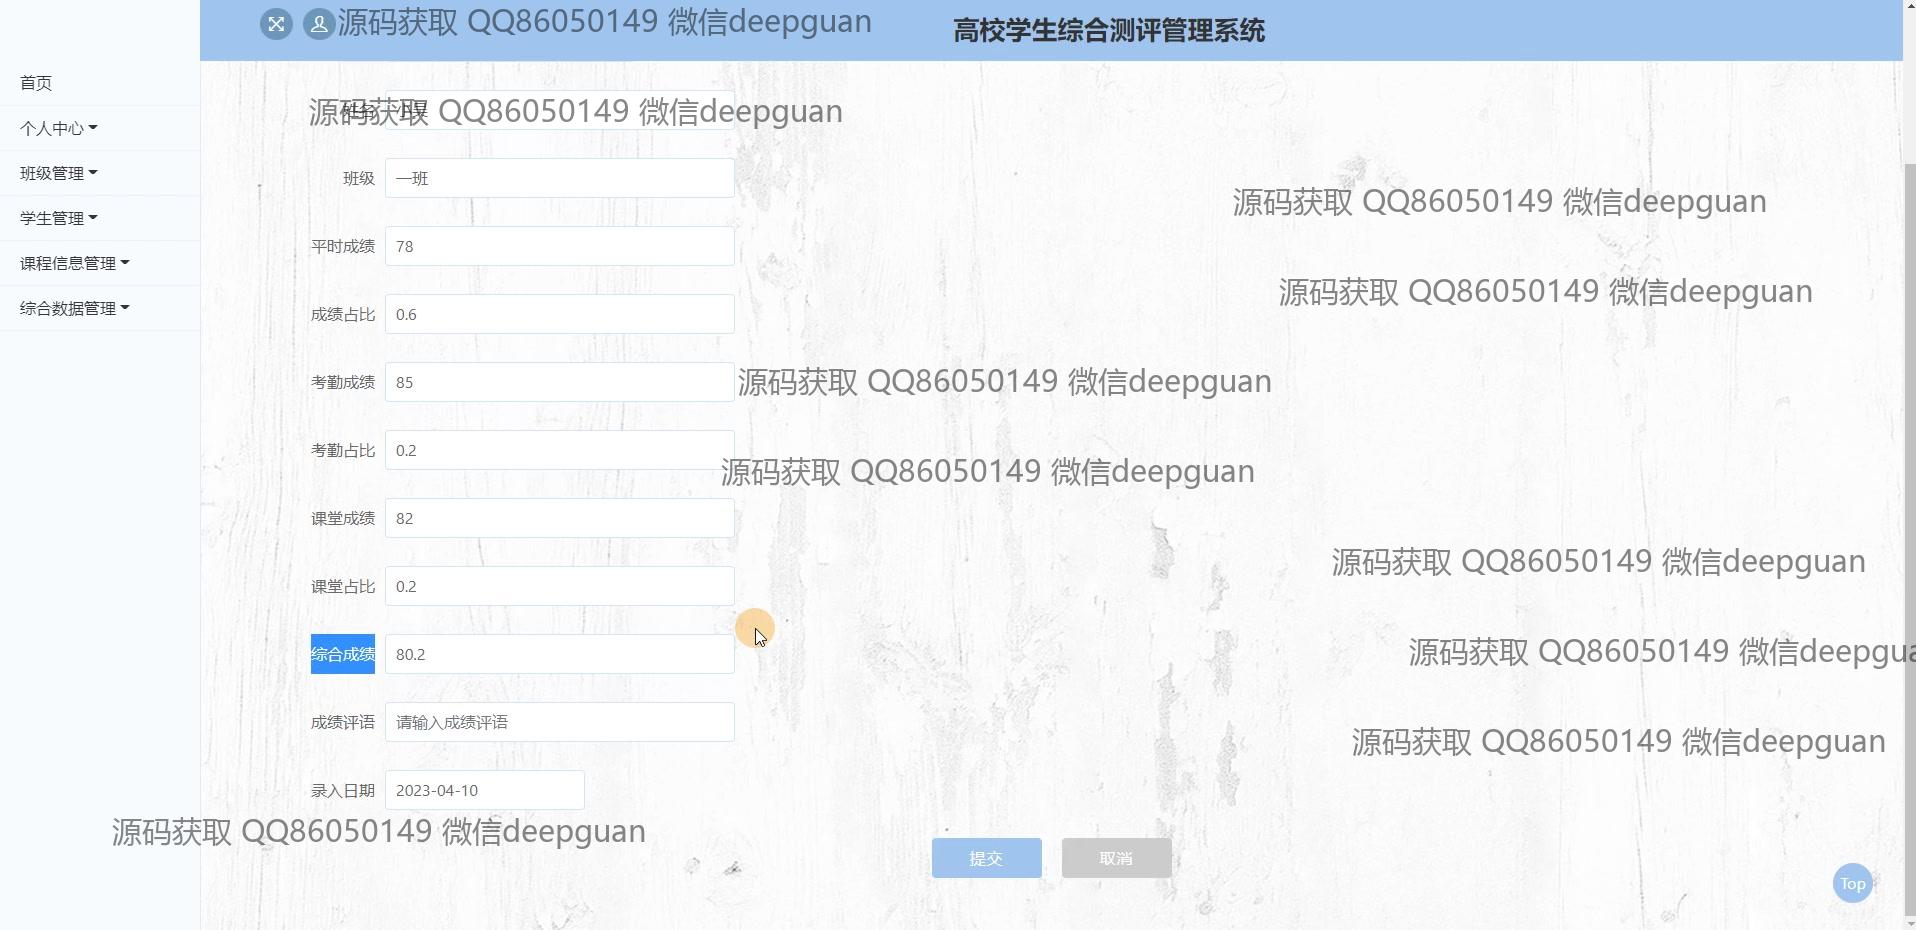 源码获取 QQ86050149 微信deepguan
高校学生综合测评管理系统
首页
个人中心
班级管理
学生管理
课程信息管理
综合数据管理
源码获取 QQ86050149 微信deepguan
姓名
班级 一班
源码获取 QQ86050149 微信deepguan
平时成绩 78
源码获取 QQ86050149 微信deepguan
成绩占比 0.6
考勤成绩 85
源码获取 QQ86050149 微信deepguan
考勤占比 0.2
源码获取 QQ86050149 微信deepguan
课堂成绩 82
源码获取 QQ86050149 微信deepguan
课堂占比 0.2
综合成绩 80.2
源码获取 QQ86050149 微信deepgua
成绩评语 请输入成绩评语
源码获取 QQ86050149 微信deepguan
录入日期 2023-04-10
源码获取 QQ86050149 微信deepguan
提交 取消
Top